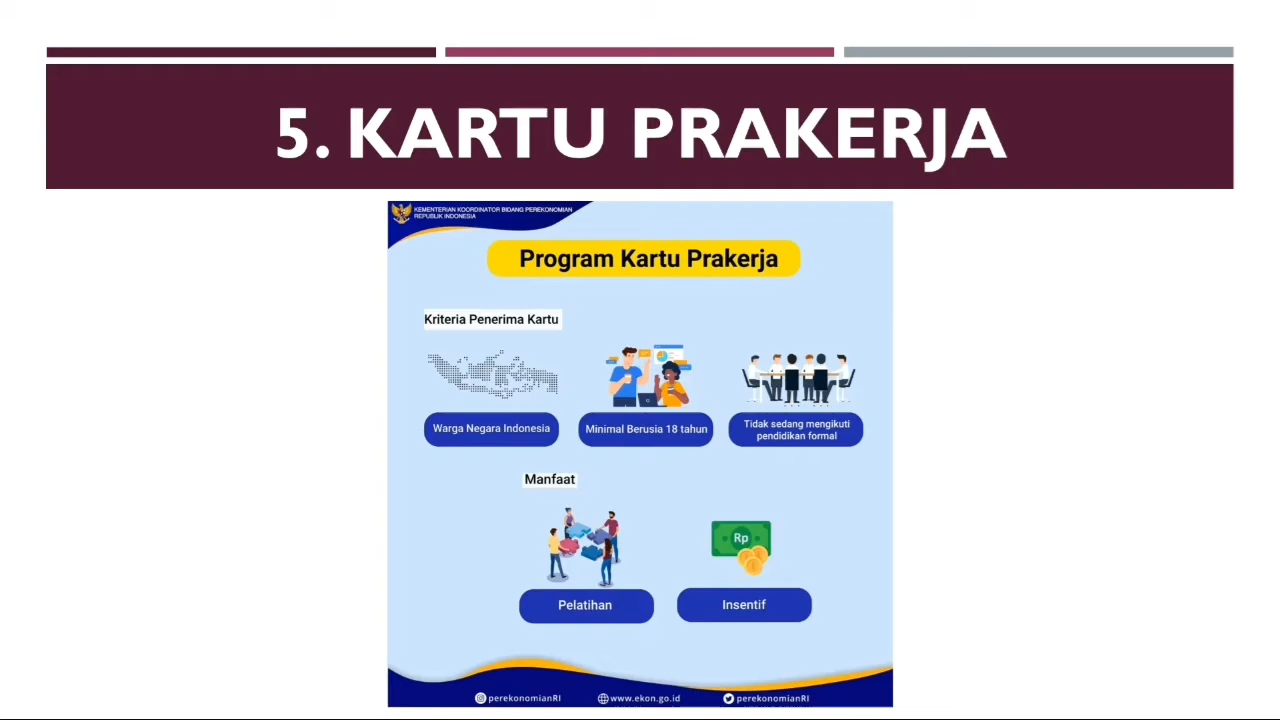 5. KARTU PRAKERJA
KEMENTERIAN KOORDINATOR BIDANG PEREKONOMIAN
REPUBLIK INDONESIA
Program Kartu Prakerja
Kriteria Penerima Kartu
Warga Negara Indonesia
Minimal Berusia 18 tahun
Tidak sedang mengikuti
pendidikan formal
Manfaat
Rp
Pelatihan
Insentif
perekonomianRI
www.ekon.go.id
perekonomianRI